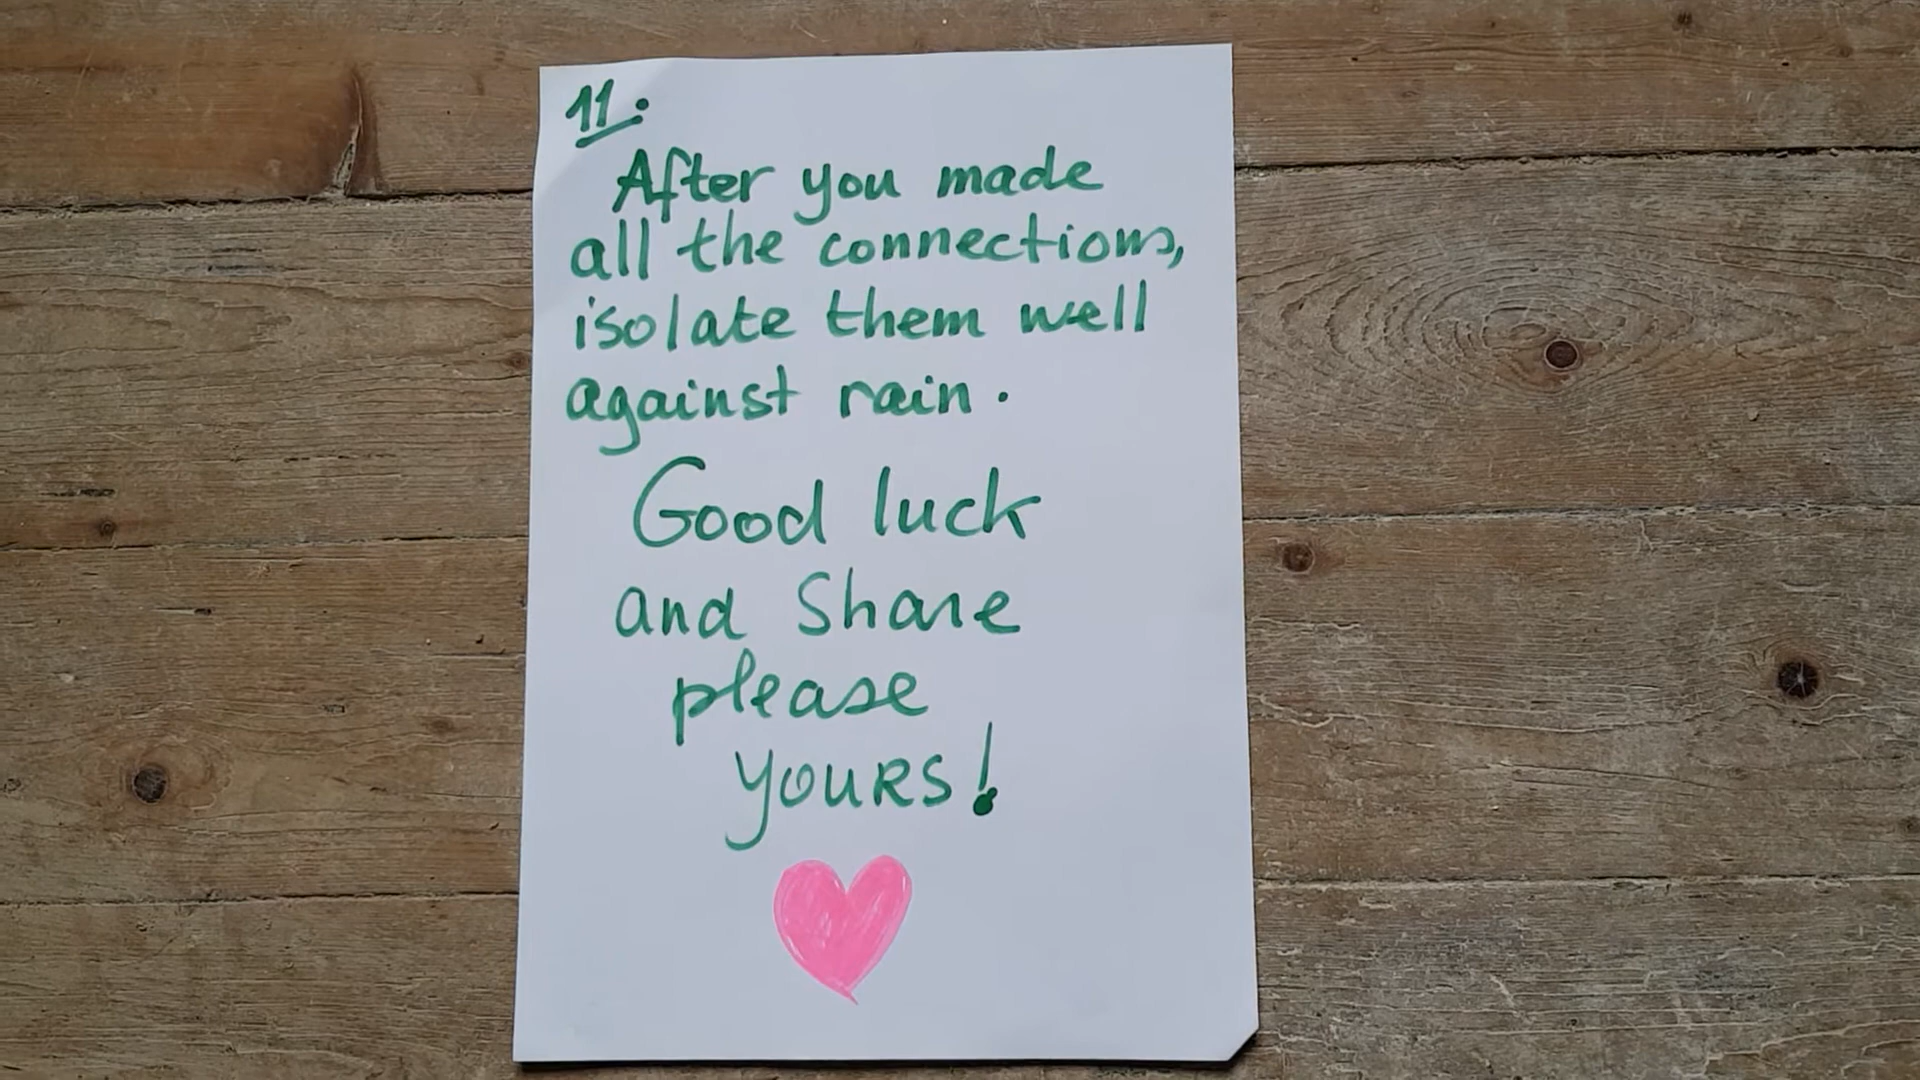 11.
After you made
all the connections,
isolate them well
against rain.
Good luck
and Share
please
YOURS!